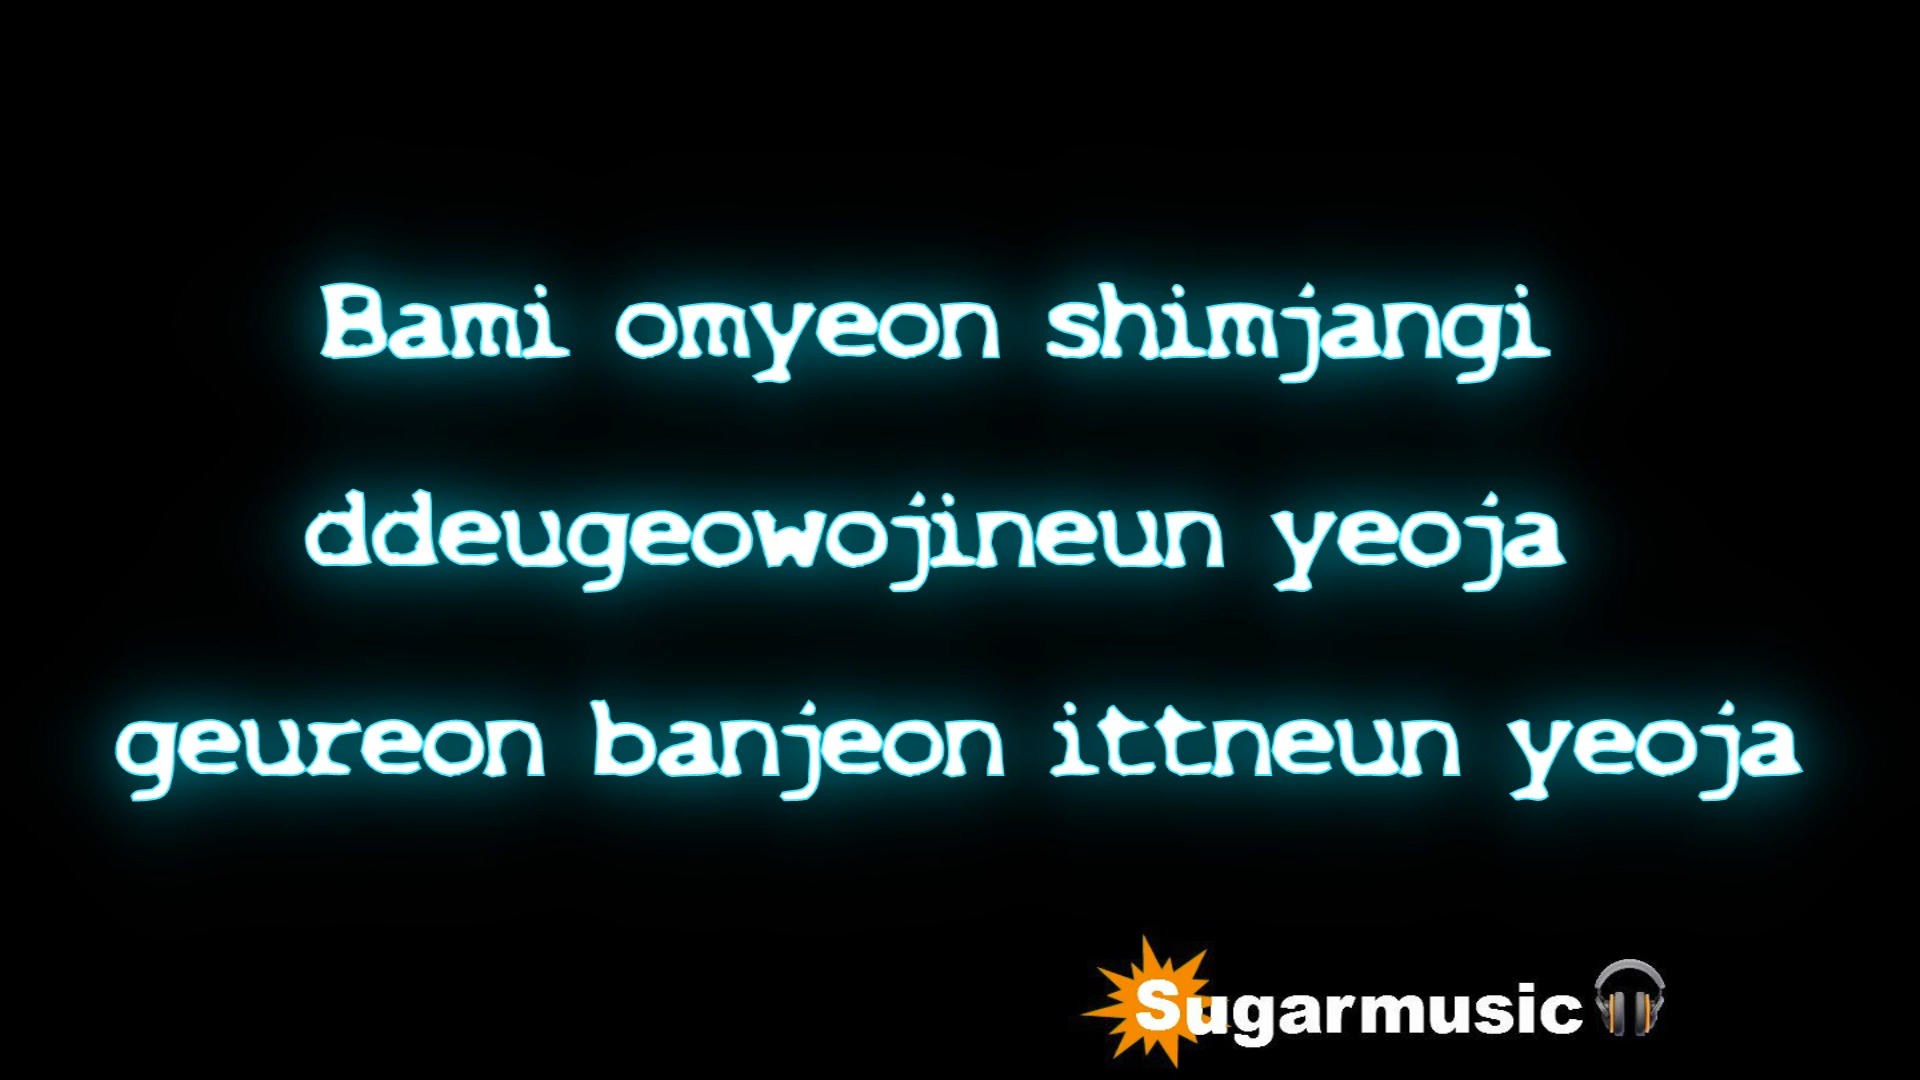 Bami omyeon shimjangi
ddeugeowojineun yeoja
geureon banjeon ittneun yeoja
Sugarmusic